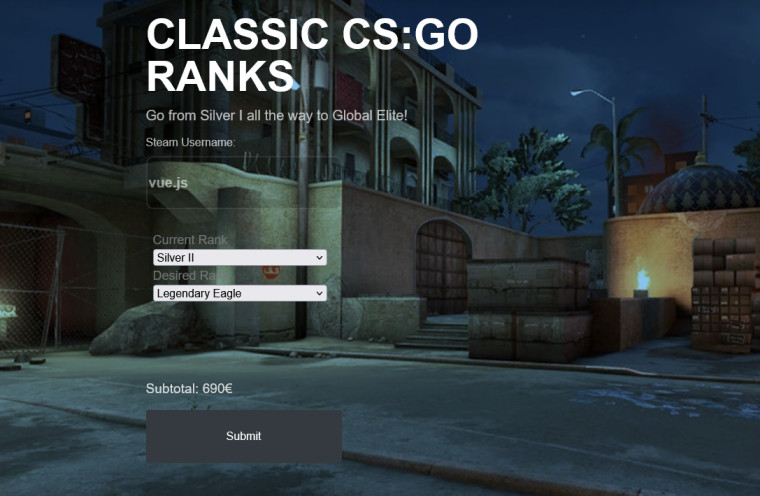 CLASSIC CS:GO
RANKS
Go from Silver I all the way to Global Elite!
Steam Username:
vue.js
Current Rank
Silver II
Desired Ra
Legendary Eagle
Subtotal: 690€
Submit